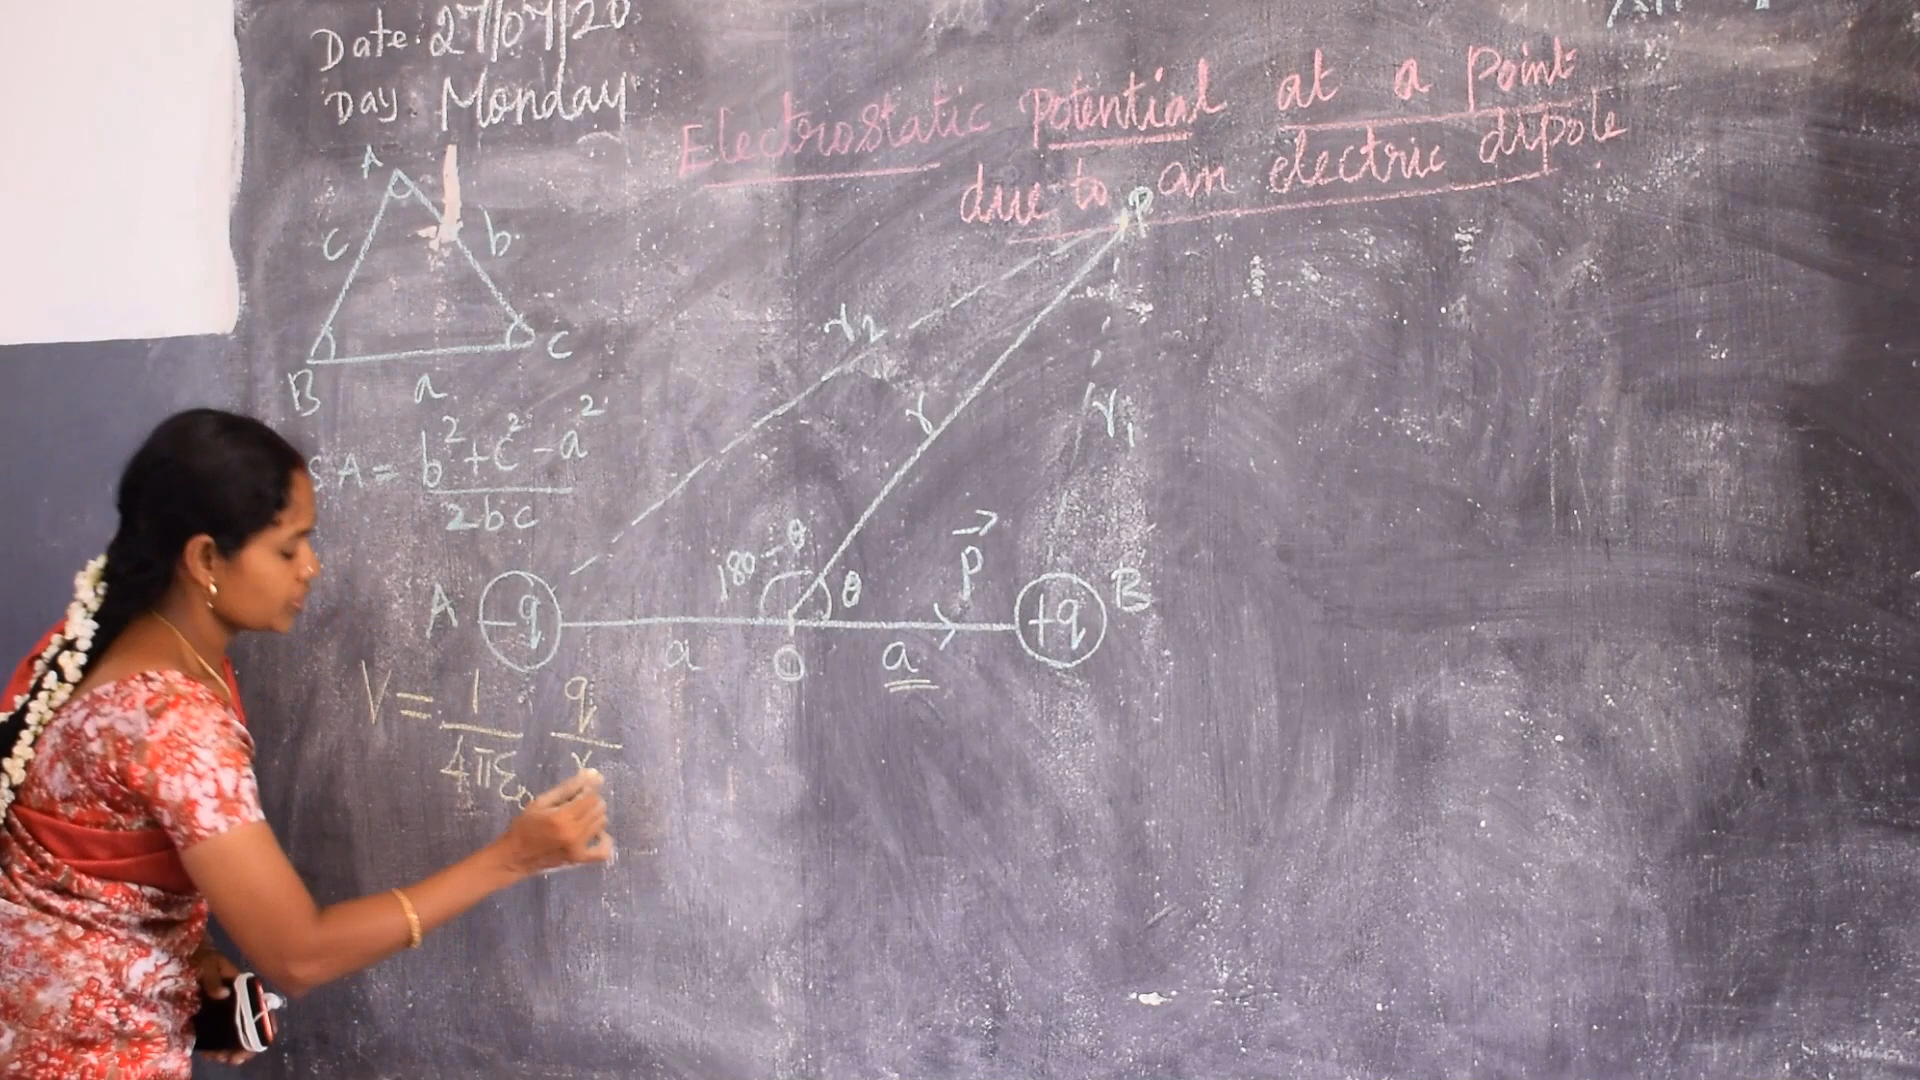 Date: 27/07/20
Day: Monday
Electrostatic Potential at a Point
due to an electric dipole
A
c
b
B
a
C
S A = b² + c² - a² / 2bc
P
r₂
r
r₁
180 - θ
θ
p⃗
A
-q
+q
B
a
O
a
V = 1/4πε₀ q/r